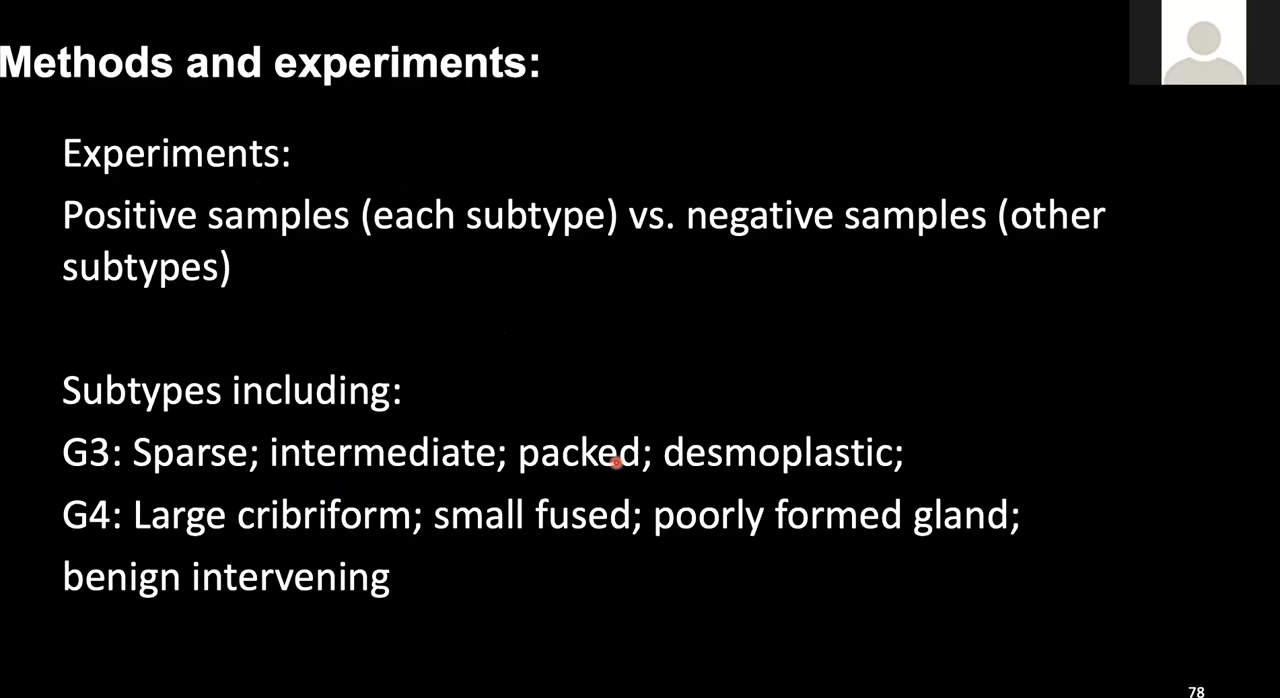 Methods and experiments:
Experiments:
Positive samples (each subtype) vs. negative samples (other
subtypes)
Subtypes including:
G3: Sparse; intermediate; packed; desmoplastic;
G4: Large cribriform; small fused; poorly formed gland;
benign intervening
78